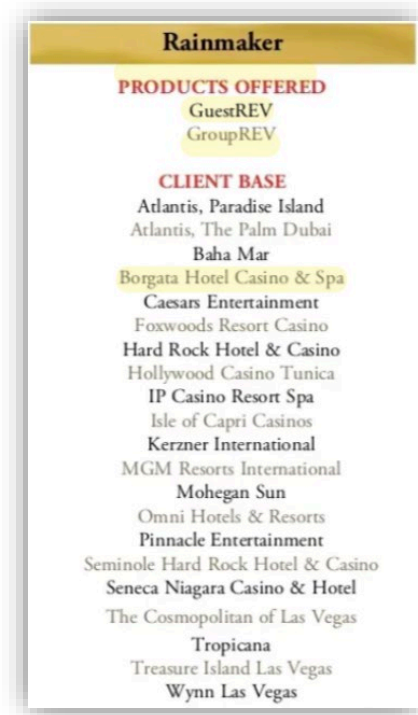 Rainmaker
PRODUCTS OFFERED
GuestREV
GroupREV
CLIENT BASE
Atlantis, Paradise Island
Atlantis, The Palm Dubai
Baha Mar
Borgata Hotel Casino & Spa
Caesars Entertainment
Foxwoods Resort Casino
Hard Rock Hotel & Casino
Hollywood Casino Tunica
IP Casino Resort Spa
Isle of Capri Casinos
Kerzner International
MGM Resorts International
Mohegan Sun
Omni Hotels & Resorts
Pinnacle Entertainment
Seminole Hard Rock Hotel & Casino
Seneca Niagara Casino & Hotel
The Cosmopolitan of Las Vegas
Tropicana
Treasure Island Las Vegas
Wynn Las Vegas